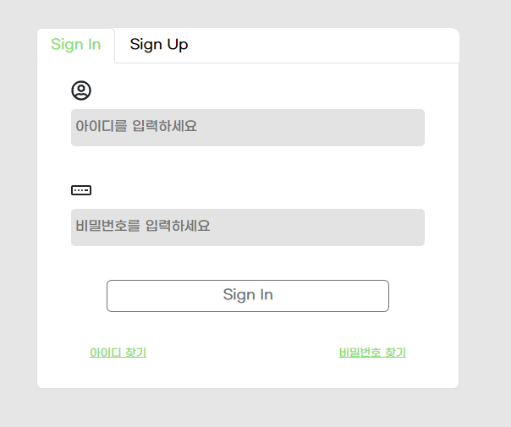 Sign In Sign Up
아이디를 입력하세요
비밀번호를 입력하세요
Sign In
아이디 찾기 비밀번호 찾기